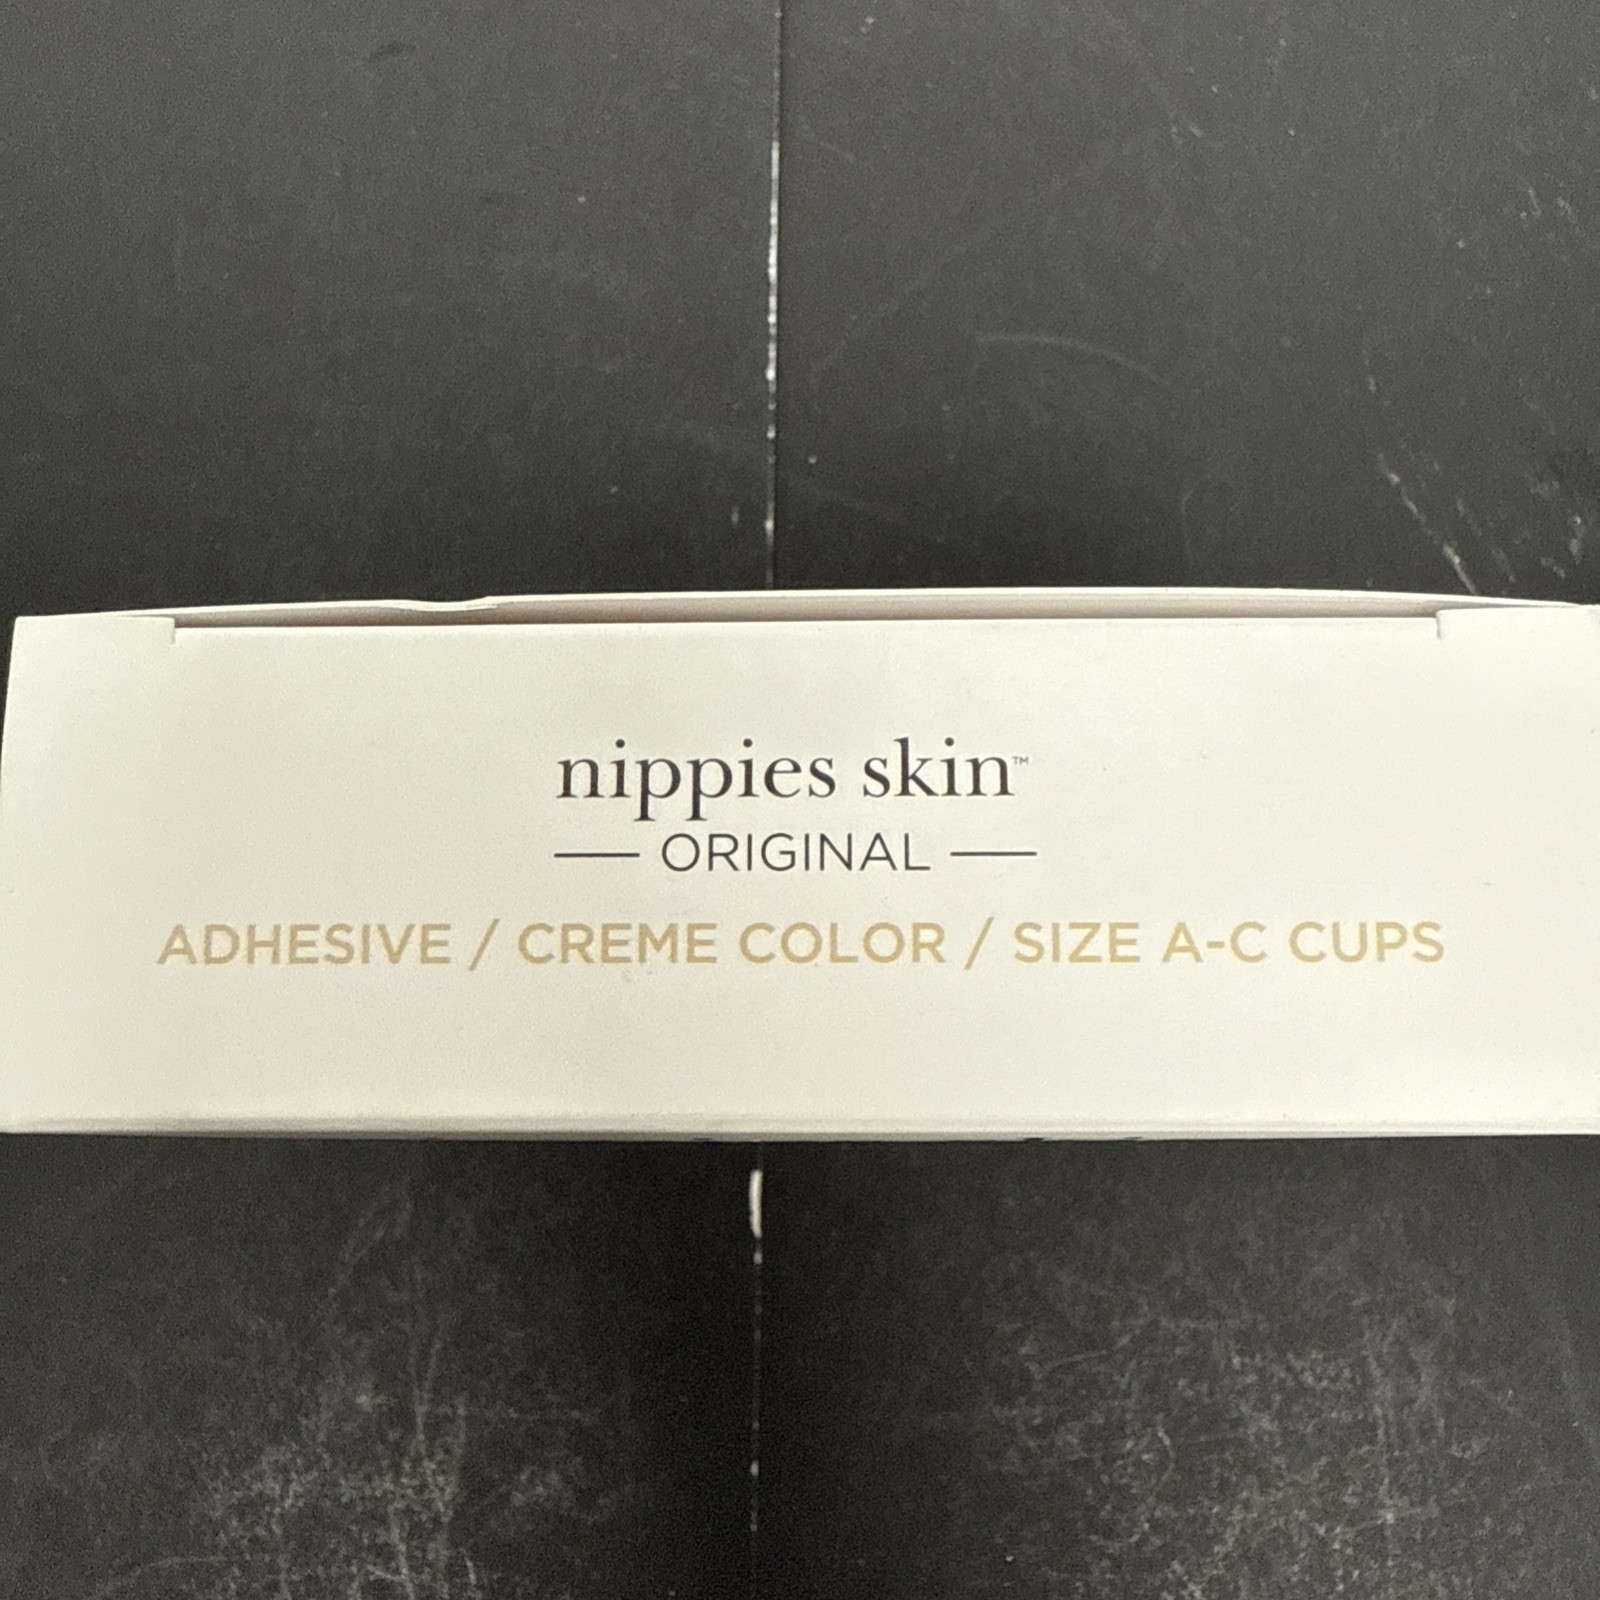 nippies skin™
ORIGINAL
ADHESIVE / CREME COLOR / SIZE A-C CUPS